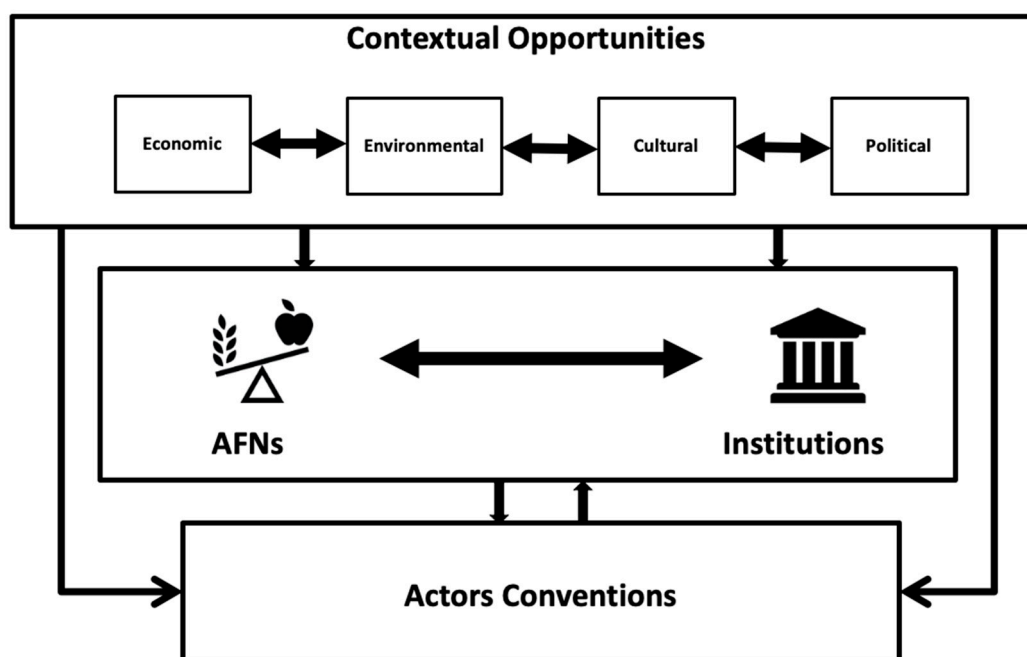 Contextual Opportunities
Economic
Environmental
Cultural
Political
AFNs
Institutions
Actors Conventions